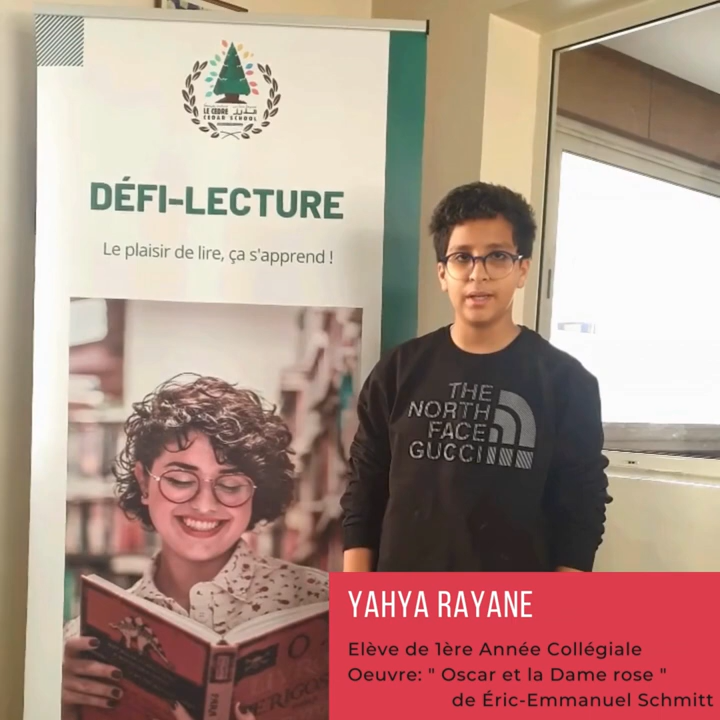 LE CEDRE
CEDAR SCHOOL
DÉFI-LECTURE
Le plaisir de lire, ça s'apprend !
THE
NORTH
FACE
GUCCI
YAHYA RAYANE
Elève de 1ère Année Collégiale
Oeuvre: " Oscar et la Dame rose "
de Éric-Emmanuel Schmitt